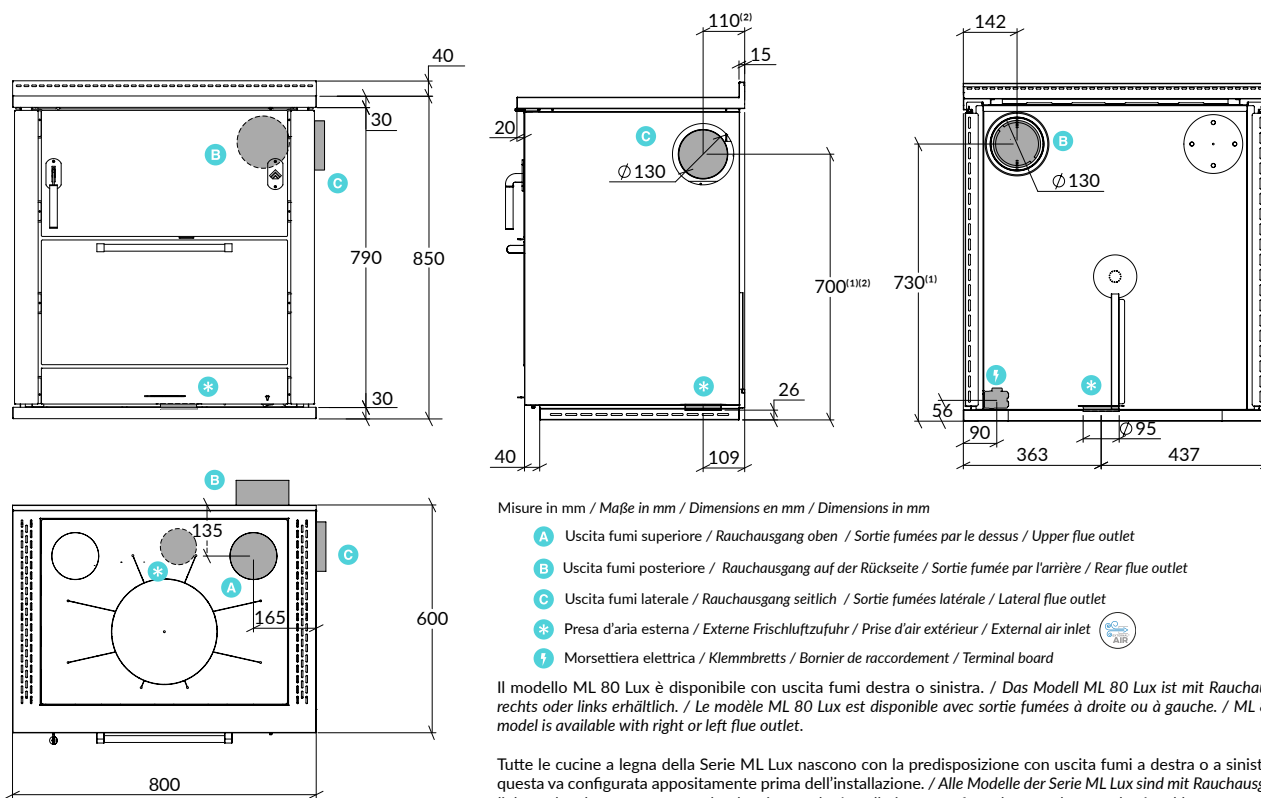 40
30
B
C
790
850
30
110(2)
15
20
C
Ø 130
700(1)(2)
26
40
109
142
B
Ø 130
730(1)
56
90
Ø 95
363
437
B
135
C
A
165
600
800
Misure in mm / Maße in mm / Dimensions en mm / Dimensions in mm
A Uscita fumi superiore / Rauchausgang oben / Sortie fumées par le dessus / Upper flue outlet
B Uscita fumi posteriore / Rauchausgang auf der Rückseite / Sortie fumée par l'arrière / Rear flue outlet
C Uscita fumi laterale / Rauchausgang seitlich / Sortie fumées latérale / Lateral flue outlet
* Presa d'aria esterna / Externe Frischluftzufuhr / Prise d'air extérieur / External air inlet AIR
Morsettiera elettrica / Klemmbretts / Bornier de raccordement / Terminal board
Il modello ML 80 Lux è disponibile con uscita fumi destra o sinistra. / Das Modell ML 80 Lux ist mit Rauchau
rechts oder links erhältlich. / Le modèle ML 80 Lux est disponible avec sortie fumées à droite ou à gauche. / ML
model is available with right or left flue outlet.
Tutte le cucine a legna della Serie ML Lux nascono con la predisposizione con uscita fumi a destra o a sinist
questa va configurata appositamente prima dell'installazione. / Alle Modelle der Serie ML Lux sind mit Rauchausg